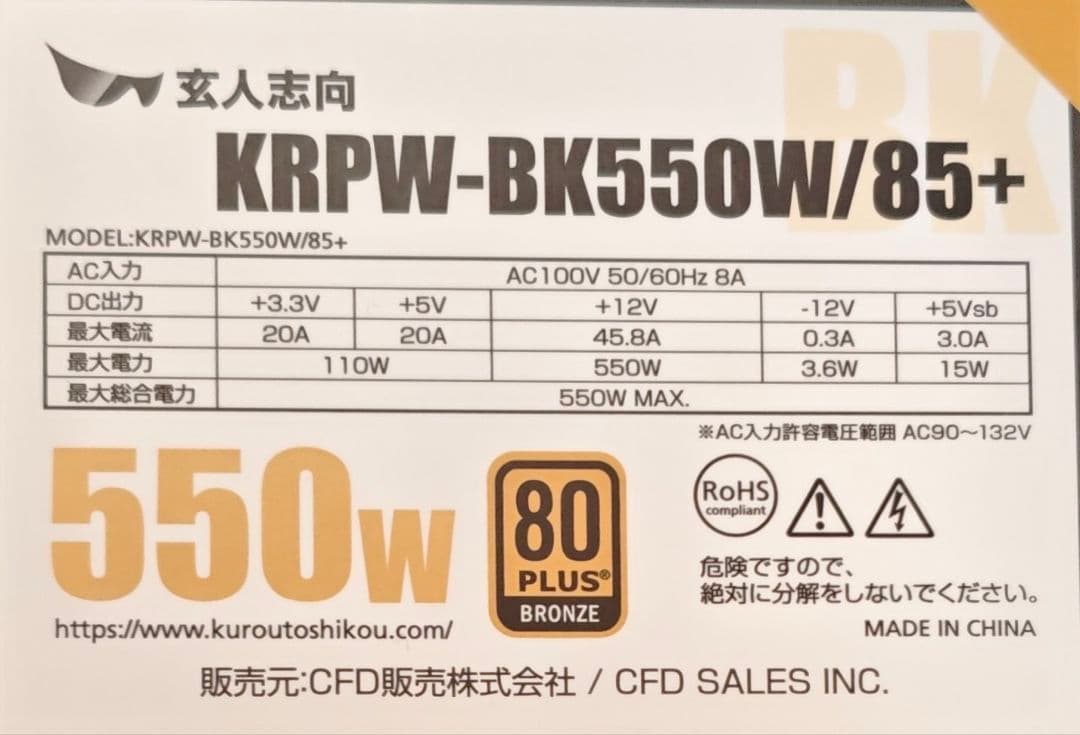 BK
玄人志向
KRPW-BK550W/85+
MODEL:KRPW-BK550W/85+
AC入力 AC100V 50/60Hz 8A
DC出力 +3.3V +5V +12V -12V +5Vsb
最大電流 20A 20A 45.8A 0.3A 3.0A
最大電力 110W 550W 3.6W 15W
最大総合電力 550W MAX.
※AC入力許容電圧範囲 AC90～132V
550W
80
PLUS®
BRONZE
RoHS
compliant
危険ですので、
絶対に分解をしないでください。
https://www.kuroutoshikou.com/
MADE IN CHINA
販売元:CFD販売株式会社 / CFD SALES INC.